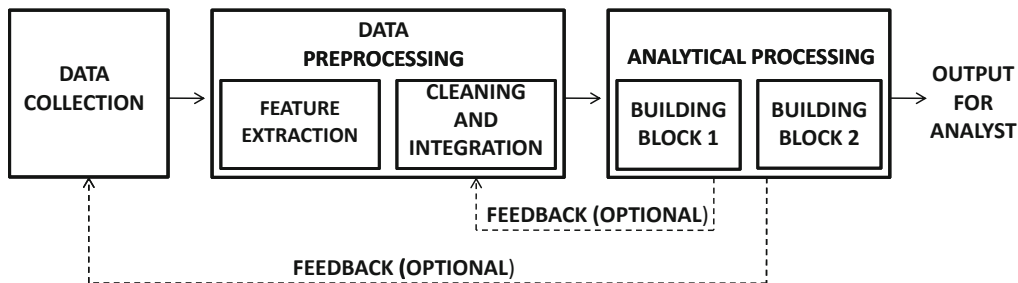 DATA
COLLECTION
DATA
PREPROCESSING
FEATURE
EXTRACTION
CLEANING
AND
INTEGRATION
ANALYTICAL PROCESSING
BUILDING
BLOCK 1
BUILDING
BLOCK 2
OUTPUT
FOR
ANALYST
FEEDBACK (OPTIONAL)
FEEDBACK (OPTIONAL)